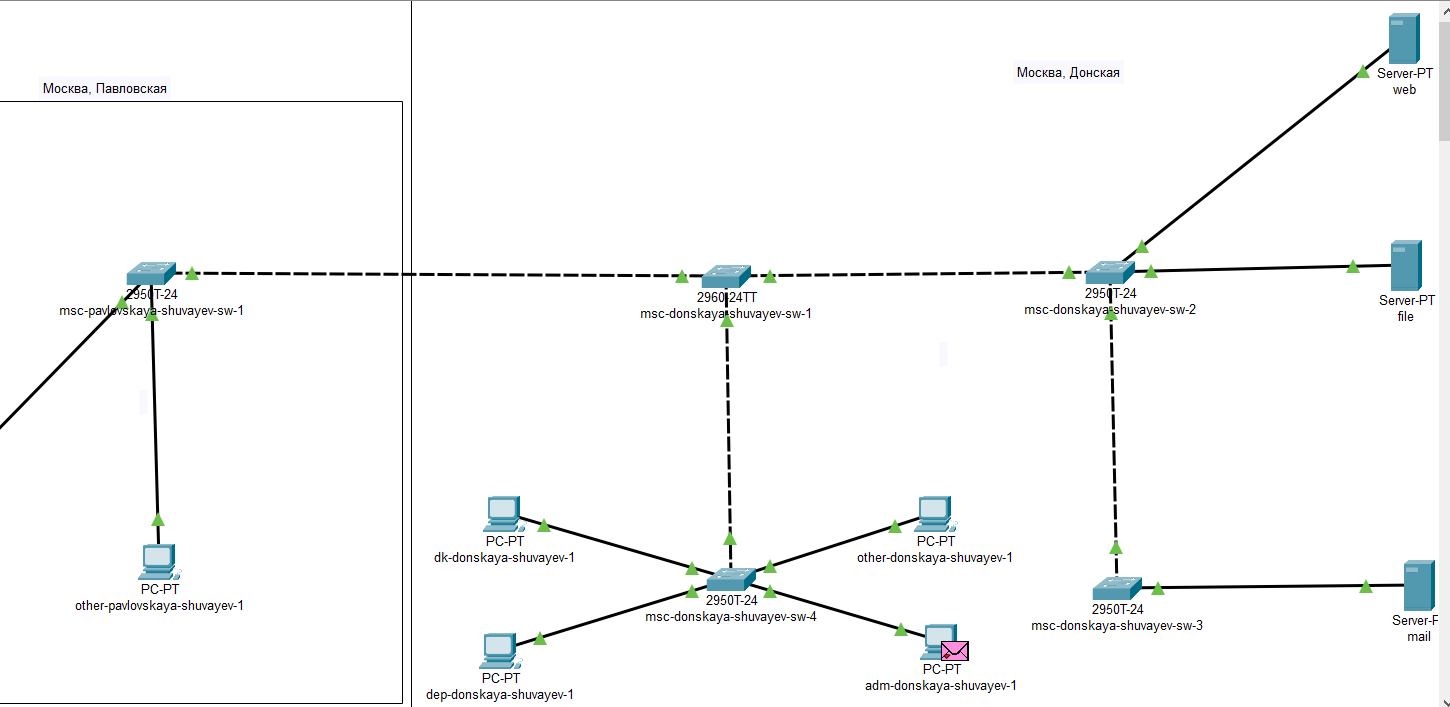 Москва, Павловская
Москва, Донская
Server-PT
web
2950T-24
msc-pavlovskaya-shuvayev-sw-1
2960-24TT
msc-donskaya-shuvayev-sw-1
2950T-24
msc-donskaya-shuvayev-sw-2
Server-PT
file
PC-PT
other-pavlovskaya-shuvayev-1
PC-PT
dk-donskaya-shuvayev-1
PC-PT
other-donskaya-shuvayev-1
2950T-24
msc-donskaya-shuvayev-sw-4
2950T-24
msc-donskaya-shuvayev-sw-3
Server-P
mail
PC-PT
dep-donskaya-shuvayev-1
PC-PT
adm-donskaya-shuvayev-1